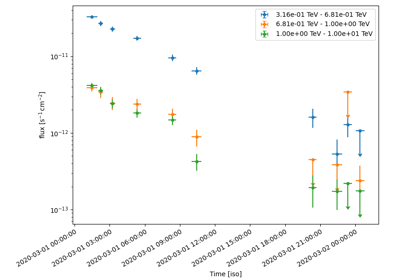 3.16e-01 TeV - 6.81e-01 TeV
6.81e-01 TeV - 1.00e+00 TeV
1.00e+00 TeV - 1.00e+01 TeV
flux [s⁻¹ cm⁻²]
10⁻¹¹
10⁻¹²
10⁻¹³
2020-03-01 00:00:00
2020-03-01 03:00:00
2020-03-01 06:00:00
2020-03-01 09:00:00
2020-03-01 12:00:00
2020-03-01 15:00:00
2020-03-01 18:00:00
2020-03-01 21:00:00
2020-03-02 00:00:00
Time [iso]